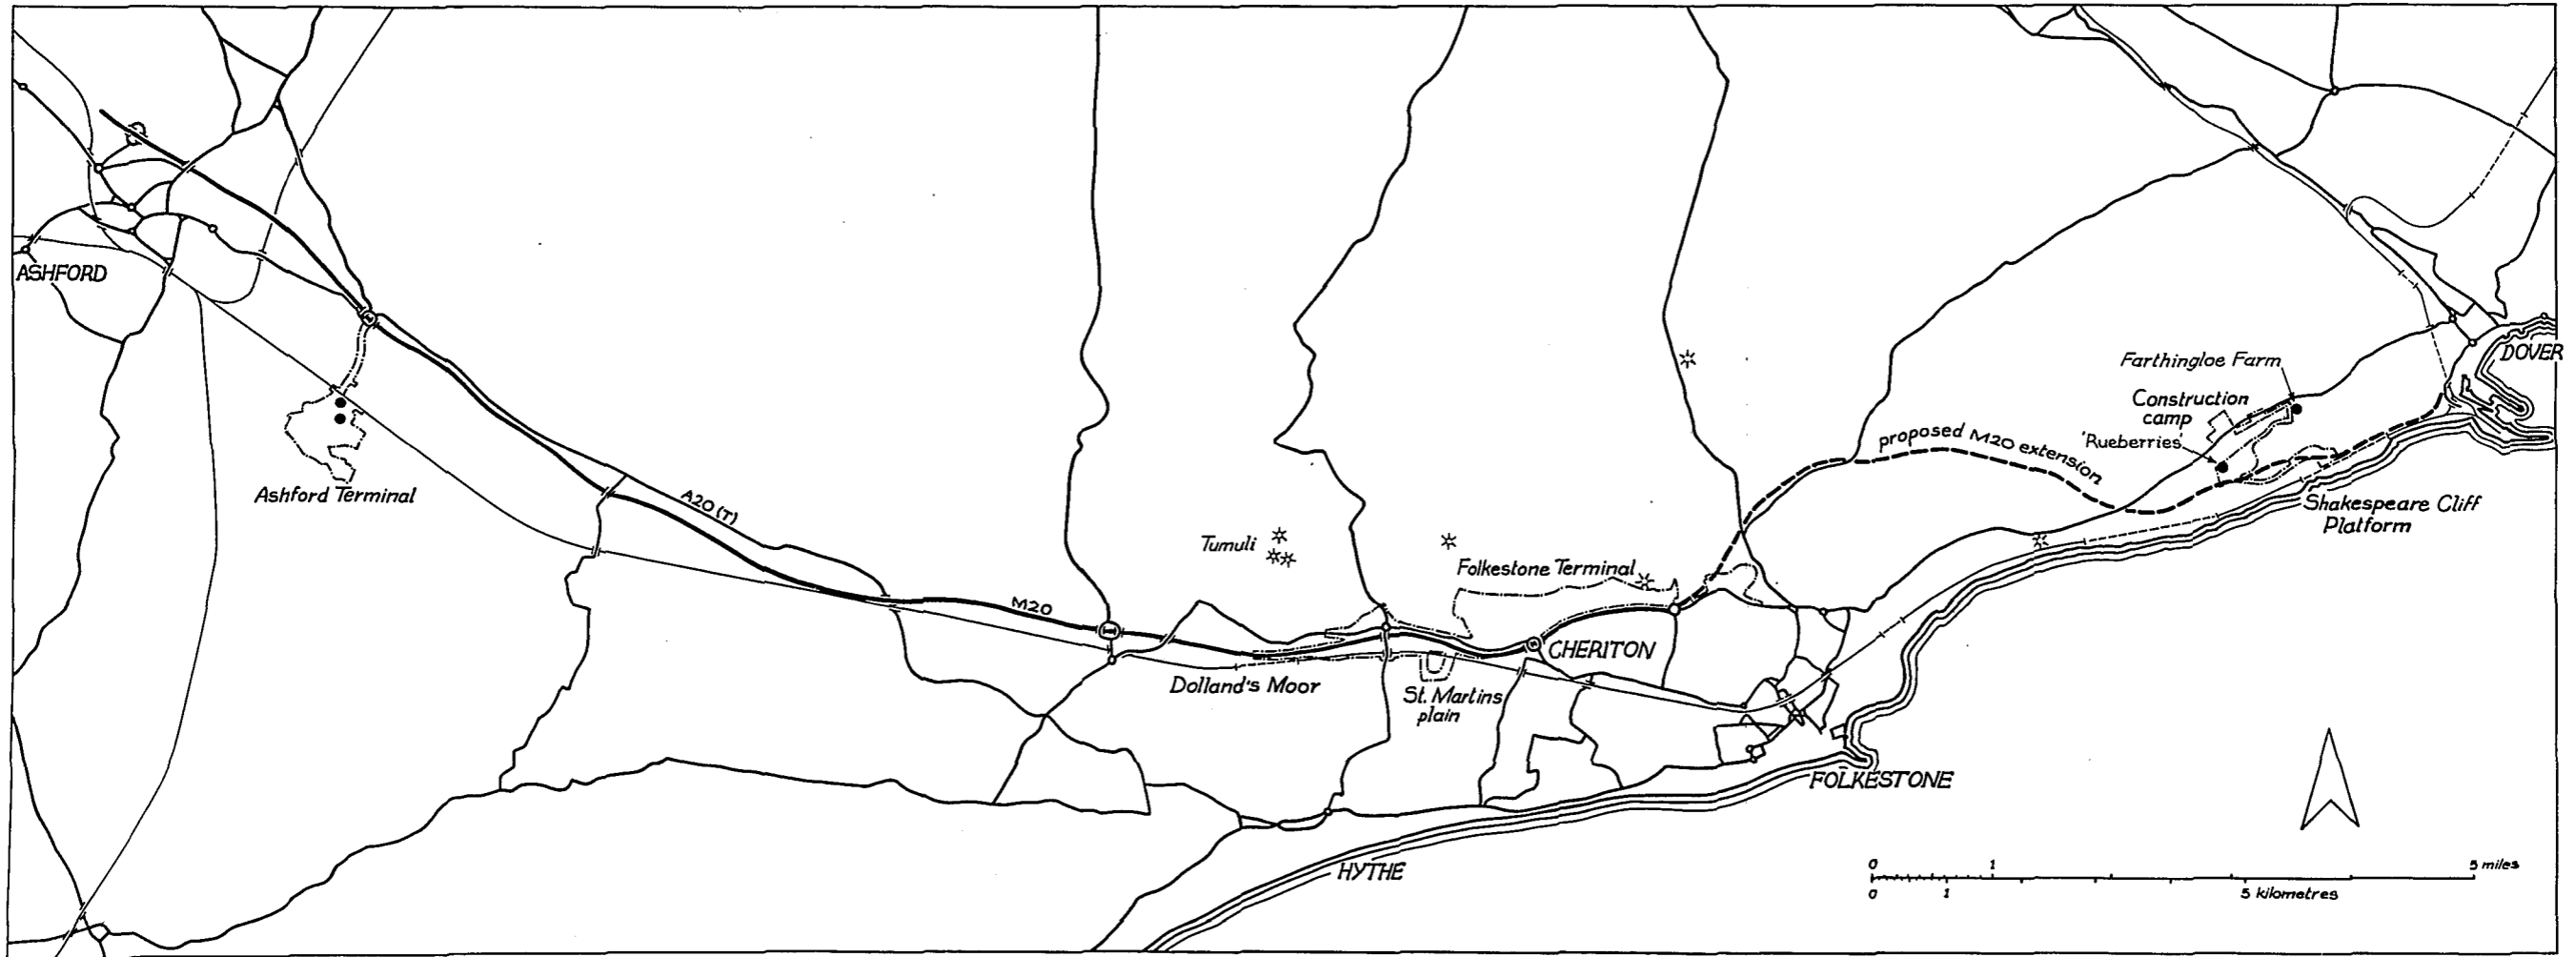 ASHFORD
Ashford Terminal
A20 (T)
M20
Tumuli
Dolland's Moor
Folkestone Terminal
CHERITON
St. Martins
plain
HYTHE
FOLKESTONE
proposed M20 extension
Farthingloe Farm
Construction
camp
'Rueberries'
DOVER
Shakespeare Cliff
Platform
0 1 5 miles
0 1 5 kilometres